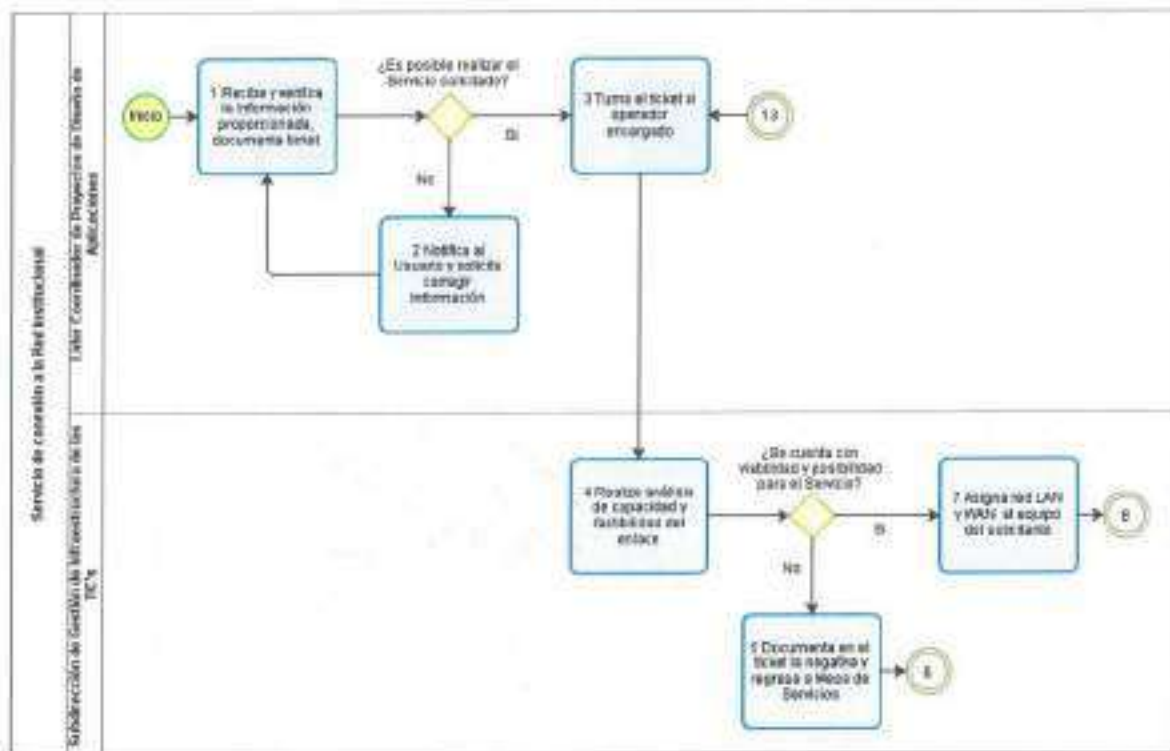 Servicio de conexión a la Red Institucional
Líder Coordinador de Proyectos de Diseño de
Aplicaciones
Inicio
1 Recibe y verifica
la información
proporcionada,
documenta ticket
¿Es posible realizar el
Servicio solicitado?
Si
No
2 Notifica al
Usuario y solicita
corregir
información
3 Turna el ticket al
operador
encargado
13
Subdirección de Gestión de Infraestructura de las
TIC's
4 Realiza análisis
de capacidad y
factibilidad del
enlace
¿Se cuenta con
viabilidad y posibilidad
para el Servicio?
Si
No
7 Asigna red LAN
y WAN al equipo
del solicitante
5 Documenta en el
ticket la negativa y
regresa a Mesa de
Servicios